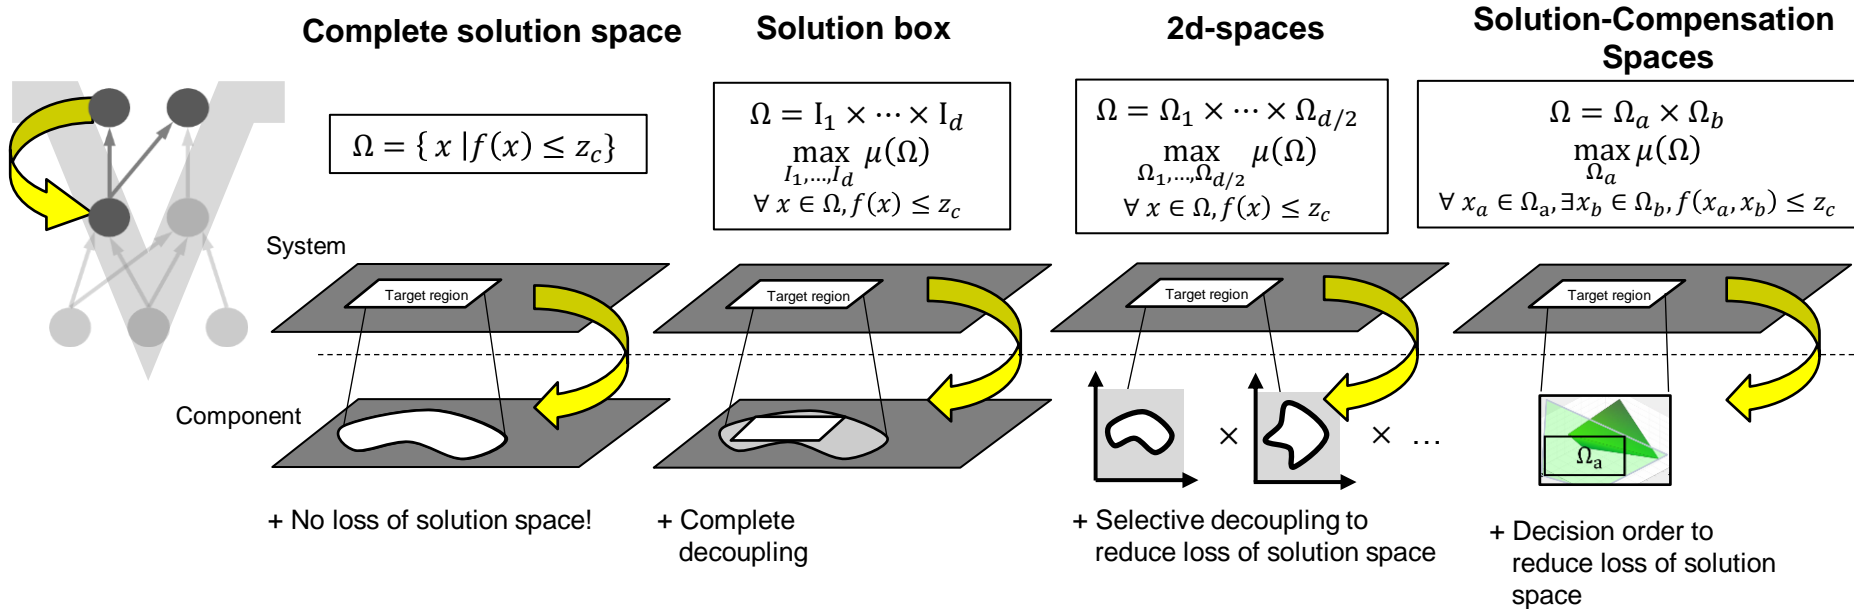 Complete solution space
Ω = { x |f(x) ≤ z_c}
Solution box
Ω = I_1 × ⋯ × I_d
max μ(Ω)
I_1,…,I_d
∀ x ∈ Ω, f(x) ≤ z_c
2d-spaces
Ω = Ω_1 × ⋯ × Ω_{d/2}
max μ(Ω)
Ω_1,…,Ω_{d/2}
∀ x ∈ Ω, f(x) ≤ z_c
Solution-Compensation
Spaces
Ω = Ω_a × Ω_b
max μ(Ω)
Ω_a
∀ x_a ∈ Ω_a, ∃x_b ∈ Ω_b, f(x_a, x_b) ≤ z_c
System
Target region
Target region
Target region
Target region
Component
× × …
Ω_a
+ No loss of solution space!
+ Complete
decoupling
+ Selective decoupling to
reduce loss of solution space
+ Decision order to
reduce loss of solution
space